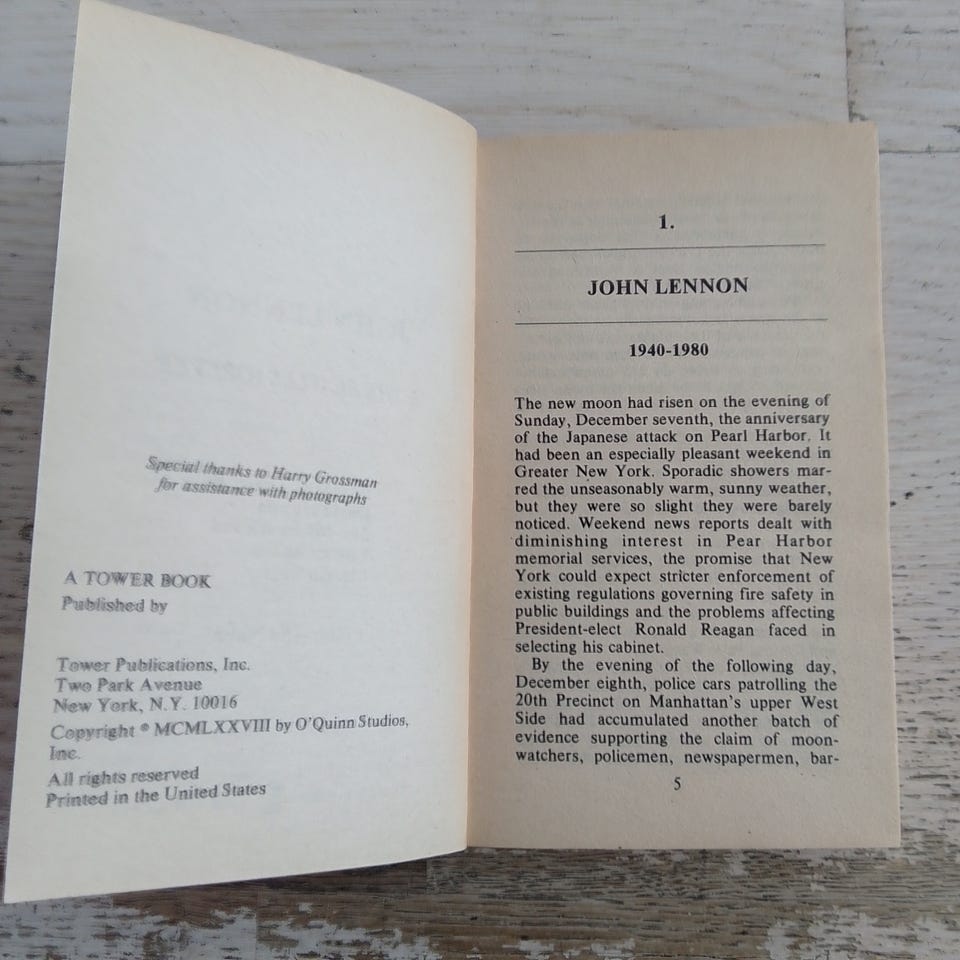 Special thanks to Harry Grossman
for assistance with photographs
A TOWER BOOK
Published by
Tower Publications, Inc.
Two Park Avenue
New York, N.Y. 10016
Copyright © MCMLXXVIII by O'Quinn Studios,
Inc.
All rights reserved
Printed in the United States
1.
JOHN LENNON
1940-1980
The new moon had risen on the evening of
Sunday, December seventh, the anniversary
of the Japanese attack on Pearl Harbor. It
had been an especially pleasant weekend in
Greater New York. Sporadic showers mar-
red the unseasonably warm, sunny weather,
but they were so slight they were barely
noticed. Weekend news reports dealt with
diminishing interest in Pear Harbor
memorial services, the promise that New
York could expect stricter enforcement of
existing regulations governing fire safety in
public buildings and the problems affecting
President-elect Ronald Reagan faced in
selecting his cabinet.
By the evening of the following day,
December eighth, police cars patrolling the
20th Precinct on Manhattan's upper West
Side had accumulated another batch of
evidence supporting the claim of moon-
watchers, policemen, newspapermen, bar-
5